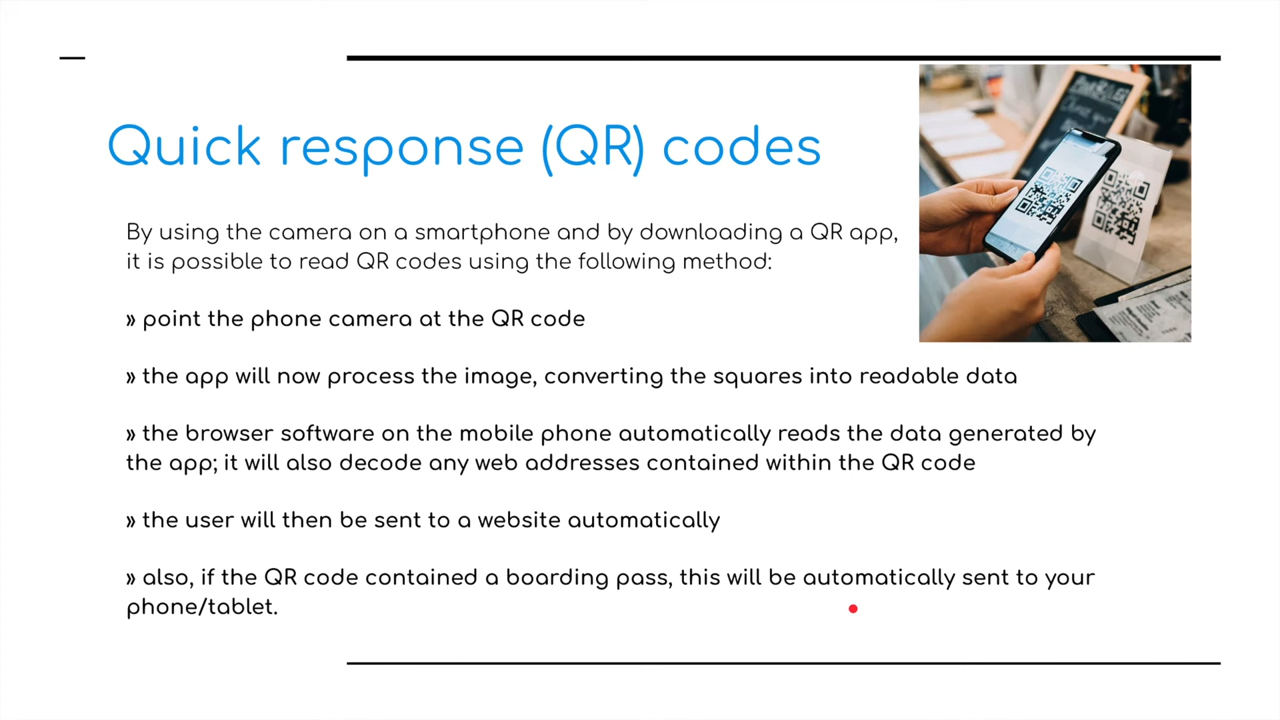 Quick response (QR) codes
By using the camera on a smartphone and by downloading a QR app,
it is possible to read QR codes using the following method:
» point the phone camera at the QR code
» the app will now process the image, converting the squares into readable data
» the browser software on the mobile phone automatically reads the data generated by
the app; it will also decode any web addresses contained within the QR code
» the user will then be sent to a website automatically
» also, if the QR code contained a boarding pass, this will be automatically sent to your
phone/tablet.